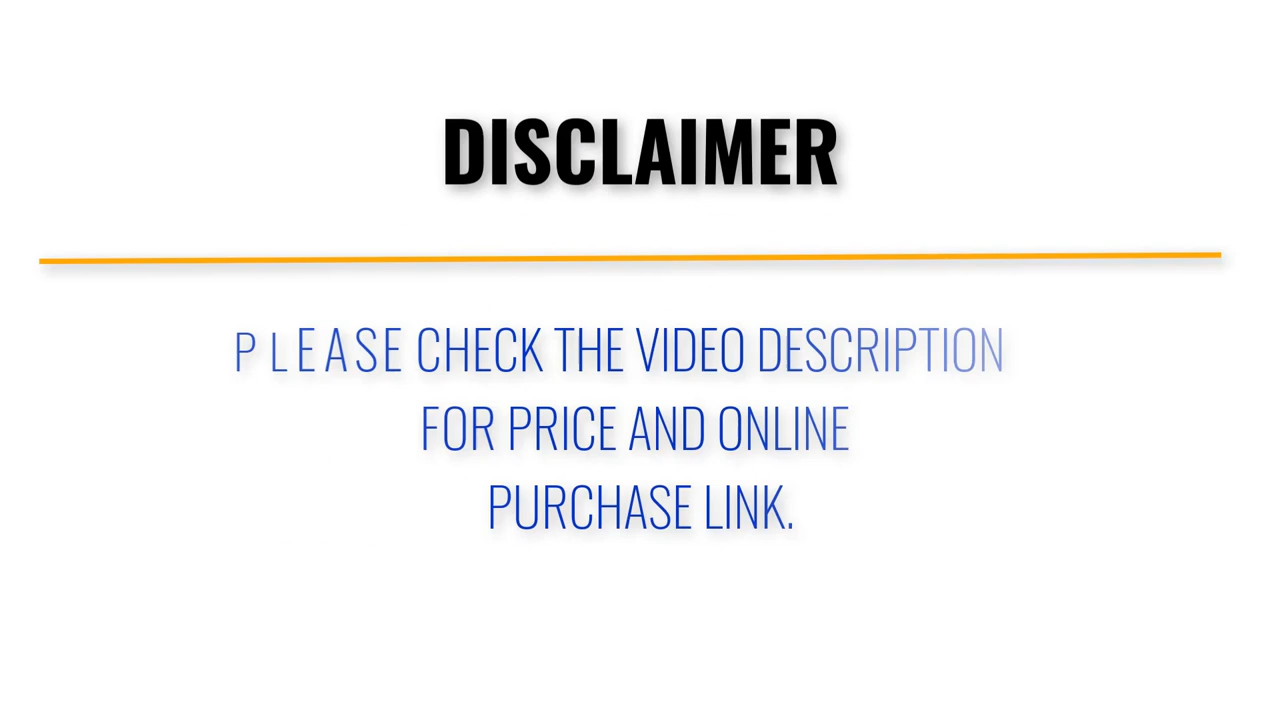 DISCLAIMER
PLEASE CHECK THE VIDEO DESCRIPTION
FOR PRICE AND ONLINE
PURCHASE LINK.